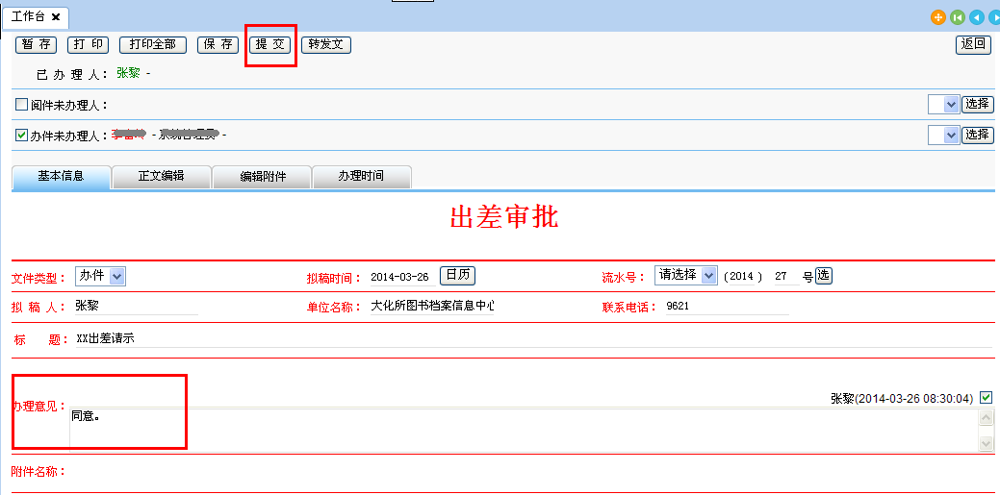 工作台
暂 存 打 印 打印全部 保 存 提 交 转发文 返回
已 办 理 人： 张黎 -
阅件未办理人： 选择
办件未办理人： - - 选择
基本信息 正文编辑 编辑附件 办理时间
出差审批
文件类型： 办件 拟稿时间： 2014-03-26 日历 流水号： 请选择 (2014 ) 27 号 选
拟 稿 人： 张黎 单位名称： 大化所图书档案信息中心 联系电话： 9621
标 题： XX出差请示
张黎(2014-03-26 08:30:04)
办理意见：
同意。
附件名称：